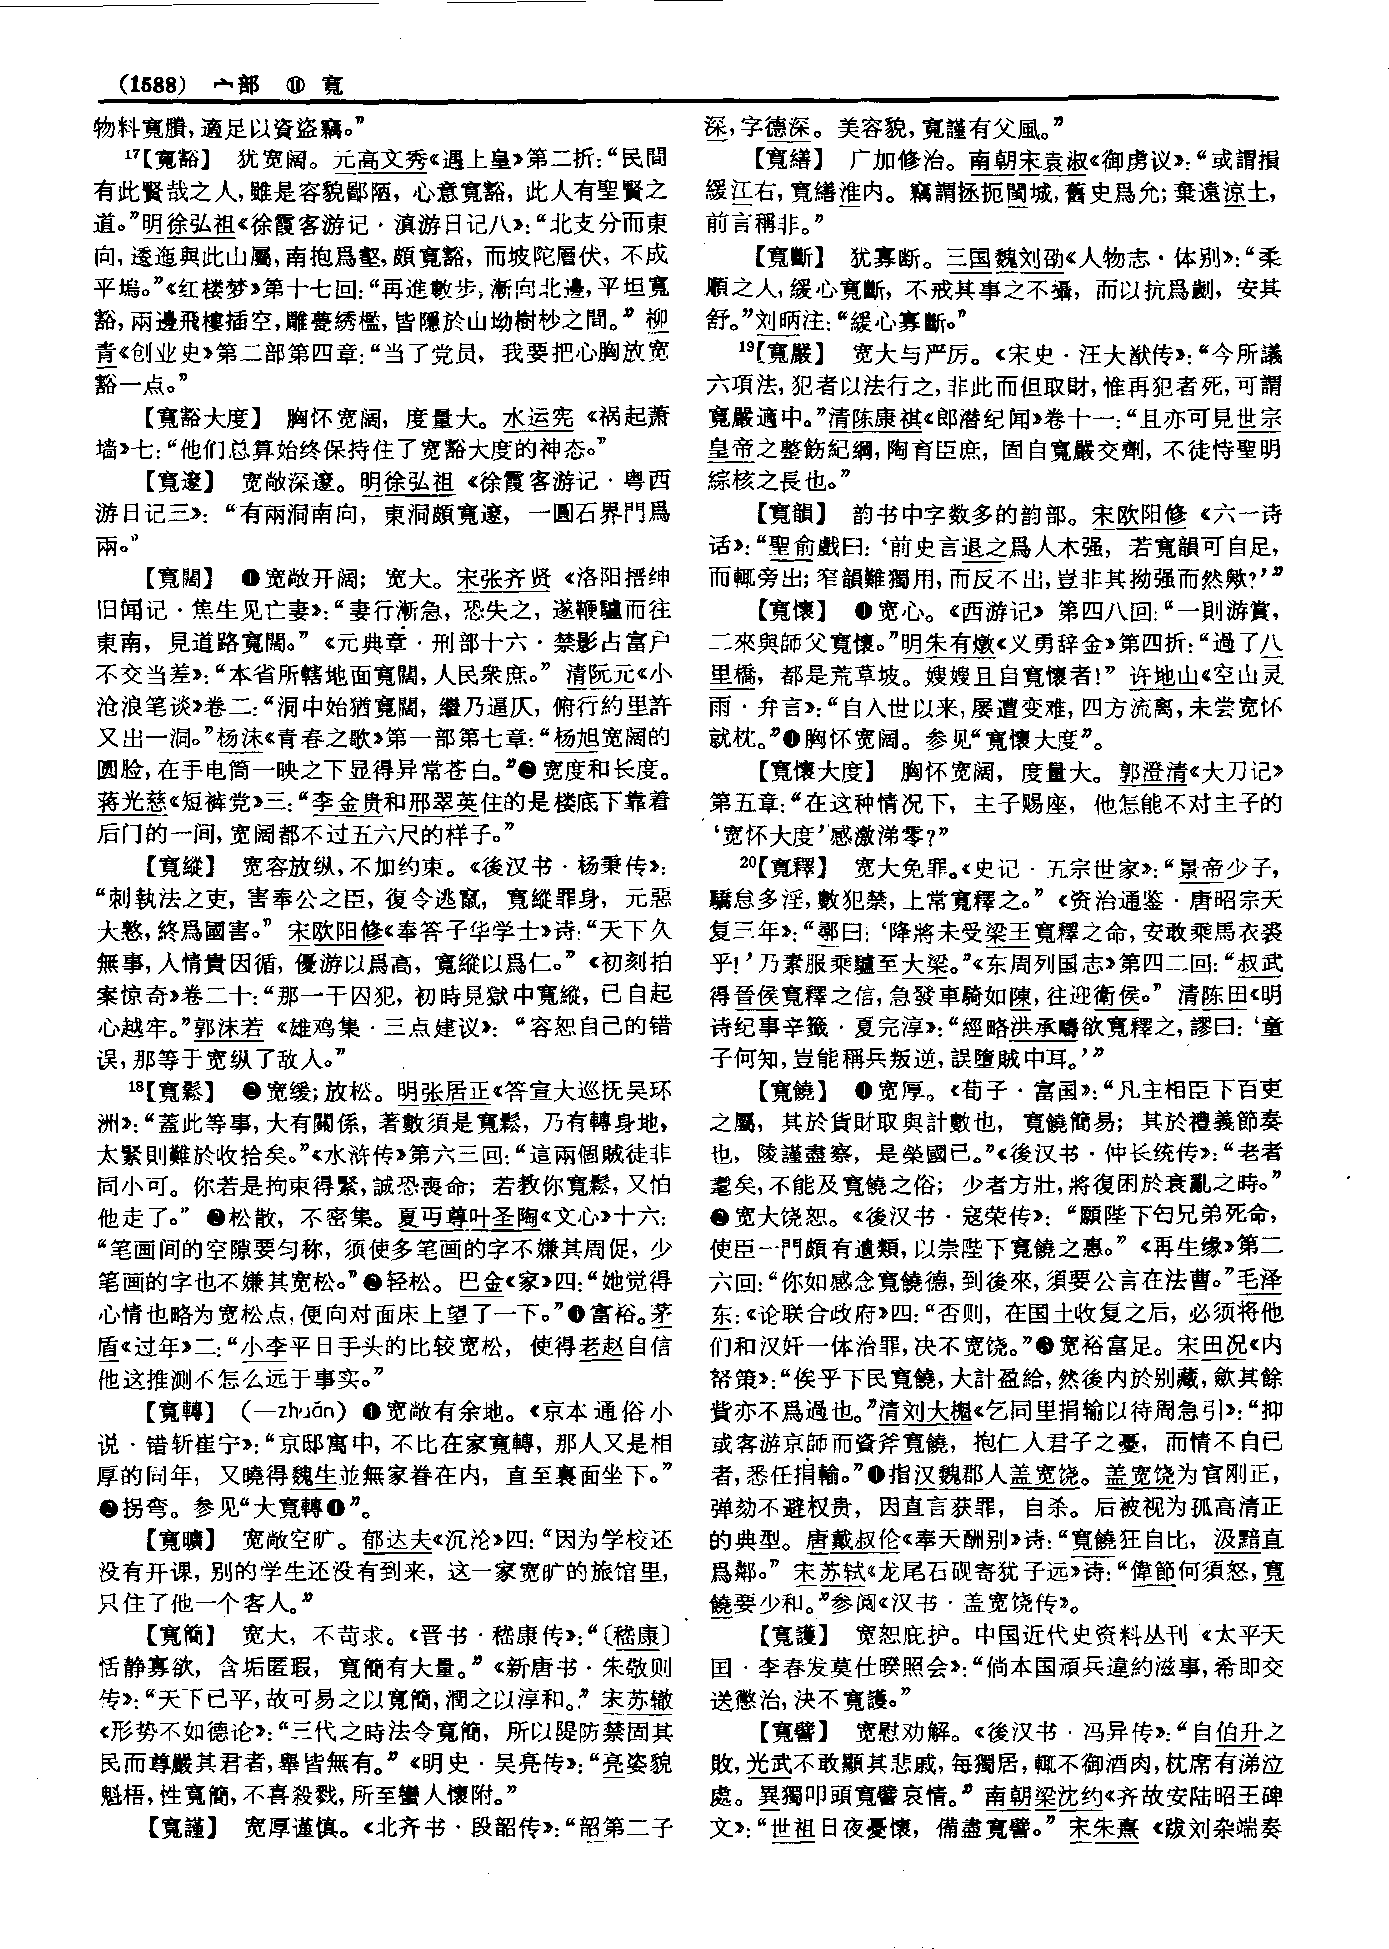 (1588) 宀部 ⑪ 寬
物料寬賸，適足以資盜竊。”
17【寬豁】 犹宽阔。元高文秀《遇上皇》第二折：“民間
有此賢哉之人，雖是容貌鄙陋，心意寬豁，此人有聖賢之
道。”明徐弘祖《徐霞客游记·滇游日记八》：“北支分而東
向，逶迤與此山屬，南抱爲壑，頗寬豁，而坡陀層伏，不成
平塢。”《红楼梦》第十七回：“再進數步，漸向北邊，平坦寬
豁，兩邊飛樓插空，雕甍綉檻，皆隱於山坳樹杪之間。”柳
青《创业史》第二部第四章：“当了党员，我要把心胸放宽
豁一点。”
【寬豁大度】 胸怀宽阔，度量大。水运宪《祸起萧
墙》七：“他们总算始终保持住了宽豁大度的神态。”
【寬邃】 宽敞深邃。明徐弘祖《徐霞客游记·粤西
游日记三》：“有兩洞南向，東洞頗寬邃，一圓石界門爲
兩。”
【寬闊】 ❶宽敞开阔；宽大。宋张齐贤《洛阳搢绅
旧闻记·焦生见亡妻》：“妻行漸急，恐失之，遂鞭驢而往
東南，見道路寬闊。”《元典章·刑部十六·禁影占富户
不交当差》：“本省所轄地面寬闊，人民衆庶。”清阮元《小
沧浪笔谈》卷二：“洞中始猶寬闊，繼乃逼仄，俯行約里許
又出一洞。”杨沫《青春之歌》第一部第七章：“杨旭宽阔的
圆脸，在手电筒一映之下显得异常苍白。”❷宽度和长度。
蒋光慈《短裤党》三：“李金贵和邢翠英住的是楼底下靠着
后门的一间，宽阔都不过五六尺的样子。”
【寬縱】 宽容放纵，不加约束。《後汉书·杨秉传》：
“刺執法之吏，害奉公之臣，復令逃竄，寬縱罪身，元惡
大憝，終爲國害。”宋欧阳修《奉答子华学士》诗：“天下久
無事，人情貴因循，優游以爲高，寬縱以爲仁。”《初刻拍
案惊奇》卷二十：“那一干囚犯，初時見獄中寬縱，已自起
心越牢。”郭沫若《雄鸡集·三点建议》：“容恕自己的错
误，那等于宽纵了敌人。”
18【寬鬆】 ❶宽缓；放松。明张居正《答宣大巡抚吴环
洲》：“蓋此等事，大有關係，著數須是寬鬆，乃有轉身地，
太緊則難於收拾矣。”《水浒传》第六三回：“這兩個賊徒非
同小可。你若是拘束得緊，誠恐喪命；若教你寬鬆，又怕
他走了。”❷松散，不密集。夏丏尊叶圣陶《文心》十六：
“笔画间的空隙要匀称，须使多笔画的字不嫌其周促，少
笔画的字也不嫌其宽松。”❸轻松。巴金《家》四：“她觉得
心情也略为宽松点，便向对面床上望了一下。”❹富裕。茅
盾《过年》二：“小李平日手头的比较宽松，使得老赵自信
他这推测不怎么远于事实。”
【寬轉】 （—zhuǎn）❶宽敞有余地。《京本通俗小
说·错斩崔宁》：“京邸寓中，不比在家寬轉，那人又是相
厚的同年，又曉得魏生並無家眷在内，直至裏面坐下。”
❷拐弯。参见“大寬轉❶”。
【寬曠】 宽敞空旷。郁达夫《沉沦》四：“因为学校还
没有开课，别的学生还没有到来，这一家宽旷的旅馆里，
只住了他一个客人。”
【寬簡】 宽大，不苛求。《晋书·嵇康传》：“〔嵇康〕
恬静寡欲，含垢匿瑕，寬簡有大量。”《新唐书·朱敬则
传》：“天下已平，故可易之以寬簡，潤之以淳和。”宋苏辙
《形势不如德论》：“三代之時法令寬簡，所以隄防禁固其
民而尊嚴其君者，舉皆無有。”《明史·吴亮传》：“亮姿貌
魁梧，性寬簡，不喜殺戮，所至蠻人懷附。”
【寬謹】 宽厚谨慎。《北齐书·段韶传》：“韶第二子
深，字德深。美容貌，寬謹有父風。”
【寬繕】 广加修治。南朝宋袁淑《御虏议》：“或謂損
緩江右，寬繕淮内。竊謂拯扼閩城，舊史爲允；棄遠涼土，
前言稱非。”
【寬斷】 犹寡断。三国魏刘劭《人物志·体别》：“柔
順之人，緩心寬斷，不戒其事之不攝，而以抗爲劌，安其
舒。”刘昞注：“緩心寡斷。”
19【寬嚴】 宽大与严厉。《宋史·汪大猷传》：“今所議
六項法，犯者以法行之，非此而但取財，惟再犯者死，可謂
寬嚴適中。”清陈康祺《郎潜纪闻》卷十一：“且亦可見世宗
皇帝之整飭紀綱，陶育臣庶，固自寬嚴交劑，不徒恃聖明
綜核之長也。”
【寬韻】 韵书中字数多的韵部。宋欧阳修《六一诗
话》：“聖俞戲曰：‘前史言退之爲人木强，若寬韻可自足，
而輒旁出；窄韻難獨用，而反不出，豈非其拗强而然歟？’”
【寬懷】 ❶宽心。《西游记》第四八回：“一則游賞，
二來與師父寬懷。”明朱有燉《义勇辞金》第四折：“過了八
里橋，都是荒草坡。嫂嫂且自寬懷者！”许地山《空山灵
雨·弁言》：“自入世以来，屡遭变难，四方流离，未尝宽怀
就枕。”❷胸怀宽阔。参见“寬懷大度”。
【寬懷大度】 胸怀宽阔，度量大。郭澄清《大刀记》
第五章：“在这种情况下，主子赐座，他怎能不对主子的
‘宽怀大度’感激涕零？”
20【寬釋】 宽大免罪。《史记·五宗世家》：“景帝少子，
驕怠多淫，數犯禁，上常寬釋之。”《资治通鉴·唐昭宗天
复三年》：“鄩曰：‘降將未受梁王寬釋之命，安敢乘馬衣裘
乎！’乃素服乘驢至大梁。”《东周列国志》第四二回：“叔武
得晉侯寬釋之信，急發車騎如陳，往迎衛侯。”清陈田《明
诗纪事辛籤·夏完淳》：“經略洪承疇欲寬釋之，謬曰：‘童
子何知，豈能稱兵叛逆，誤墮賊中耳。’”
【寬饒】 ❶宽厚。《荀子·富国》：“凡主相臣下百吏
之屬，其於貨財取與計數也，寬饒簡易；其於禮義節奏
也，陵謹盡察，是榮國已。”《後汉书·仲长统传》：“老者
耄矣，不能及寬饒之俗；少者方壯，將復困於衰亂之時。”
❷宽大饶恕。《後汉书·寇荣传》：“願陛下匄兄弟死命，
使臣一門頗有遺類，以崇陛下寬饒之惠。”《再生缘》第二
六回：“你如感念寬饒德，到後來，須要公言在法曹。”毛泽
东：《论联合政府》四：“否则，在国土收复之后，必须将他
们和汉奸一体治罪，决不宽饶。”❸宽裕富足。宋田况《内
帑策》：“俟乎下民寬饒，大計盈給，然後内於别藏，斂其餘
貲亦不爲過也。”清刘大櫆《乞同里捐输以待周急引》：“抑
或客游京師而資斧寬饒，抱仁人君子之憂，而情不自已
者，悉任捐輸。”❹指汉魏郡人盖宽饶。盖宽饶为官刚正，
弹劾不避权贵，因直言获罪，自杀。后被视为孤高清正
的典型。唐戴叔伦《奉天酬别》诗：“寬饒狂自比，汲黯直
爲鄰。”宋苏轼《龙尾石砚寄犹子远》诗：“偉節何須怒，寬
饒要少和。”参阅《汉书·盖宽饶传》。
【寬護】 宽恕庇护。中国近代史资料丛刊《太平天
国·李春发莫仕暌照会》：“倘本国頑兵違約滋事，希即交
送懲治，決不寬護。”
【寬譬】 宽慰劝解。《後汉书·冯异传》：“自伯升之
敗，光武不敢顯其悲戚，每獨居，輒不御酒肉，枕席有涕泣
處。異獨叩頭寬譬哀情。”南朝梁沈约《齐故安陆昭王碑
文》：“世祖日夜憂懷，備盡寬譬。”宋朱熹《跋刘杂端奏